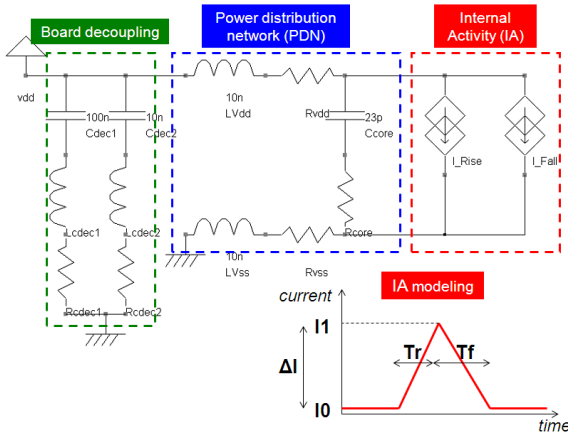 Board decoupling
Power distribution
network (PDN)
Internal
Activity (IA)
vdd
100n
Cdec1
10n
Cdec2
10n
LVdd
Rvdd
23p
Ccore
I_Rise
I_Fall
Lcdec1
Lcdec2
Rcore
Rcdec1
Rcdec2
10n
LVss
Rvss
IA modeling
current
I1
ΔI
Tr
Tf
I0
time